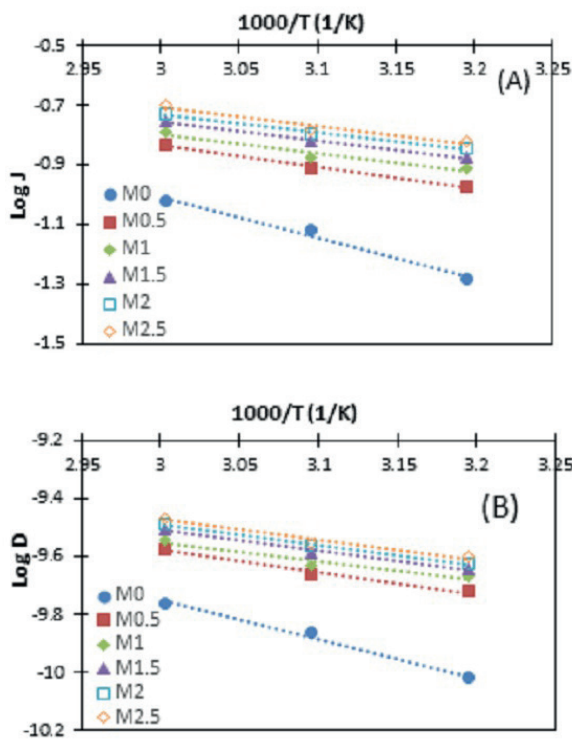 1000/T (1/K)
-0.5
2.95 3 3.05 3.1 3.15 3.2 3.25
(A)
-0.7
-0.9
-1.1
-1.3
-1.5
Log J
M0
M0.5
M1
M1.5
M2
M2.5
1000/T (1/K)
-9.2
2.95 3 3.05 3.1 3.15 3.2 3.25
(B)
-9.4
-9.6
-9.8
-10
-10.2
Log D
M0
M0.5
M1
M1.5
M2
M2.5